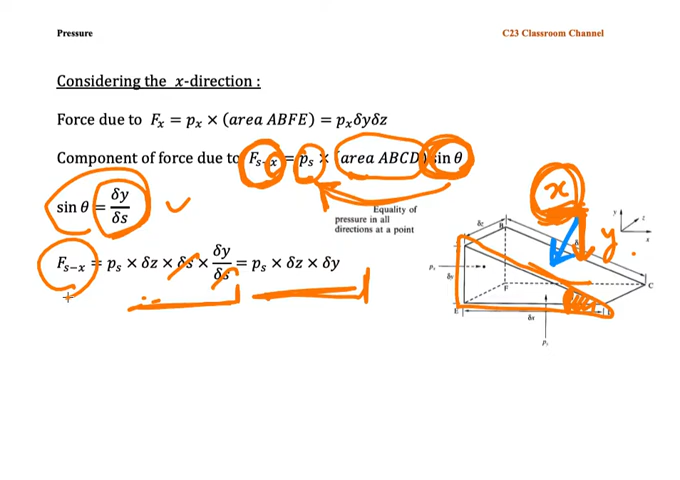 Pressure
C23 Classroom Channel
Considering the x-direction :
Force due to F_x = p_x × (area ABFE) = p_xδyδz
Component of force due to F_{s-x} = p_s × (area ABCD) sin θ
sin θ = δy/δs
Equality of
pressure in all
directions at a point
F_{s-x} = p_s × δz × δs × δy/δs = p_s × δz × δy
x
y
y
z
x
δz
B
δy
F
C
E
δx